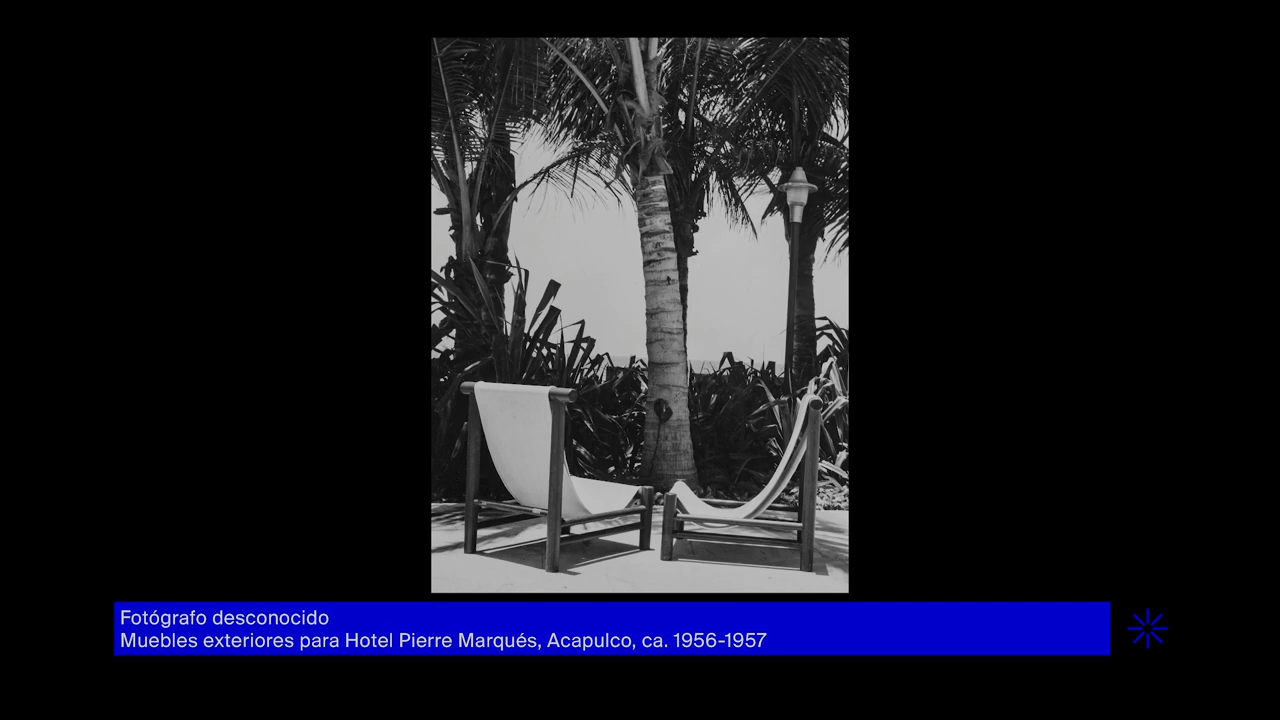 Fotógrafo desconocido
Muebles exteriores para Hotel Pierre Marqués, Acapulco, ca. 1956-1957